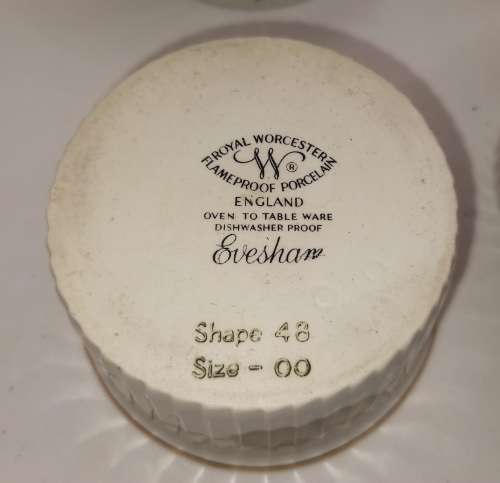 ROYAL WORCESTER
W ®
FLAMEPROOF PORCELAIN
ENGLAND
OVEN TO TABLE WARE
DISHWASHER PROOF
Evesham
Shape 48
Size - 00